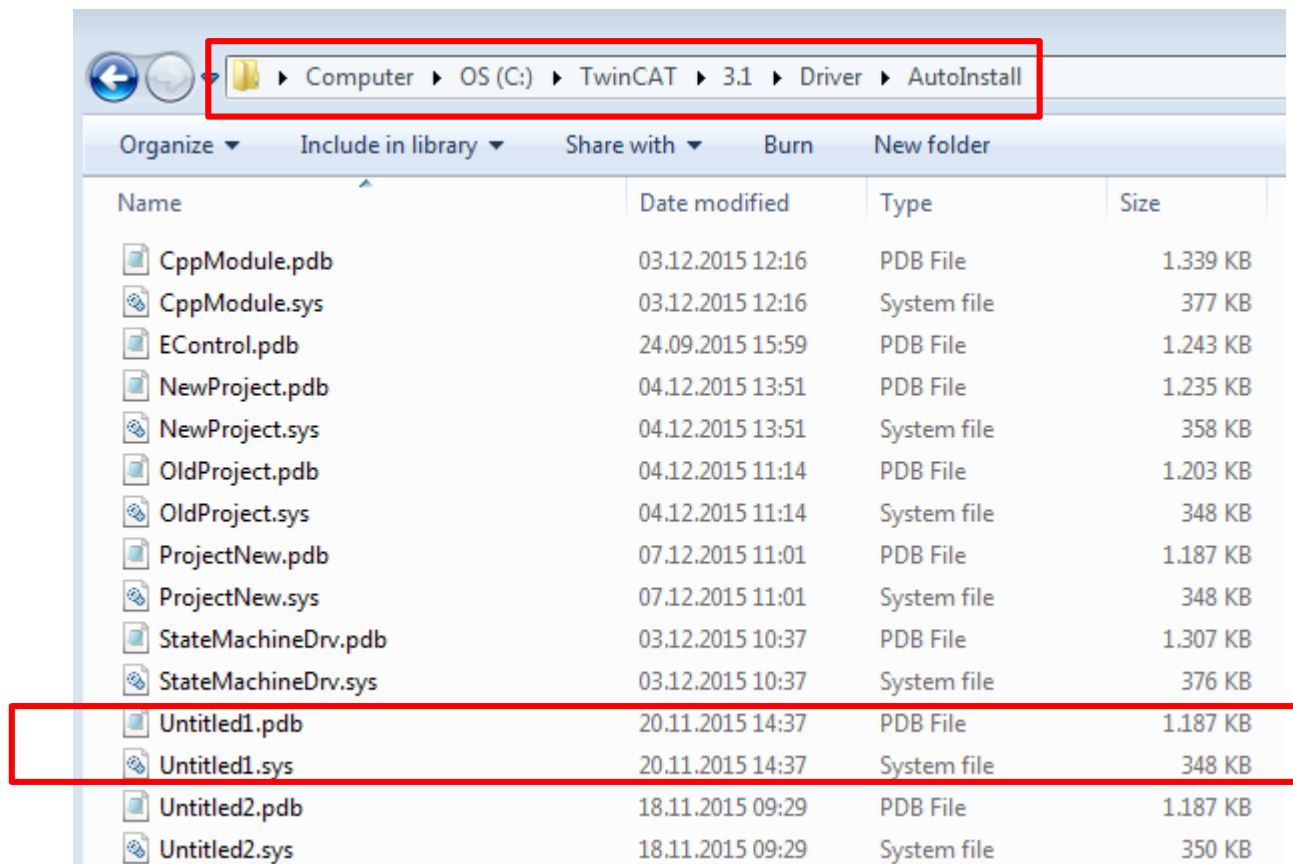 Computer OS (C:) TwinCAT 3.1 Driver AutoInstall
Organize Include in library Share with Burn New folder
Name Date modified Type Size
CppModule.pdb 03.12.2015 12:16 PDB File 1.339 KB
CppModule.sys 03.12.2015 12:16 System file 377 KB
EControl.pdb 24.09.2015 15:59 PDB File 1.243 KB
NewProject.pdb 04.12.2015 13:51 PDB File 1.235 KB
NewProject.sys 04.12.2015 13:51 System file 358 KB
OldProject.pdb 04.12.2015 11:14 PDB File 1.203 KB
OldProject.sys 04.12.2015 11:14 System file 348 KB
ProjectNew.pdb 07.12.2015 11:01 PDB File 1.187 KB
ProjectNew.sys 07.12.2015 11:01 System file 348 KB
StateMachineDrv.pdb 03.12.2015 10:37 PDB File 1.307 KB
StateMachineDrv.sys 03.12.2015 10:37 System file 376 KB
Untitled1.pdb 20.11.2015 14:37 PDB File 1.187 KB
Untitled1.sys 20.11.2015 14:37 System file 348 KB
Untitled2.pdb 18.11.2015 09:29 PDB File 1.187 KB
Untitled2.sys 18.11.2015 09:29 System file 350 KB